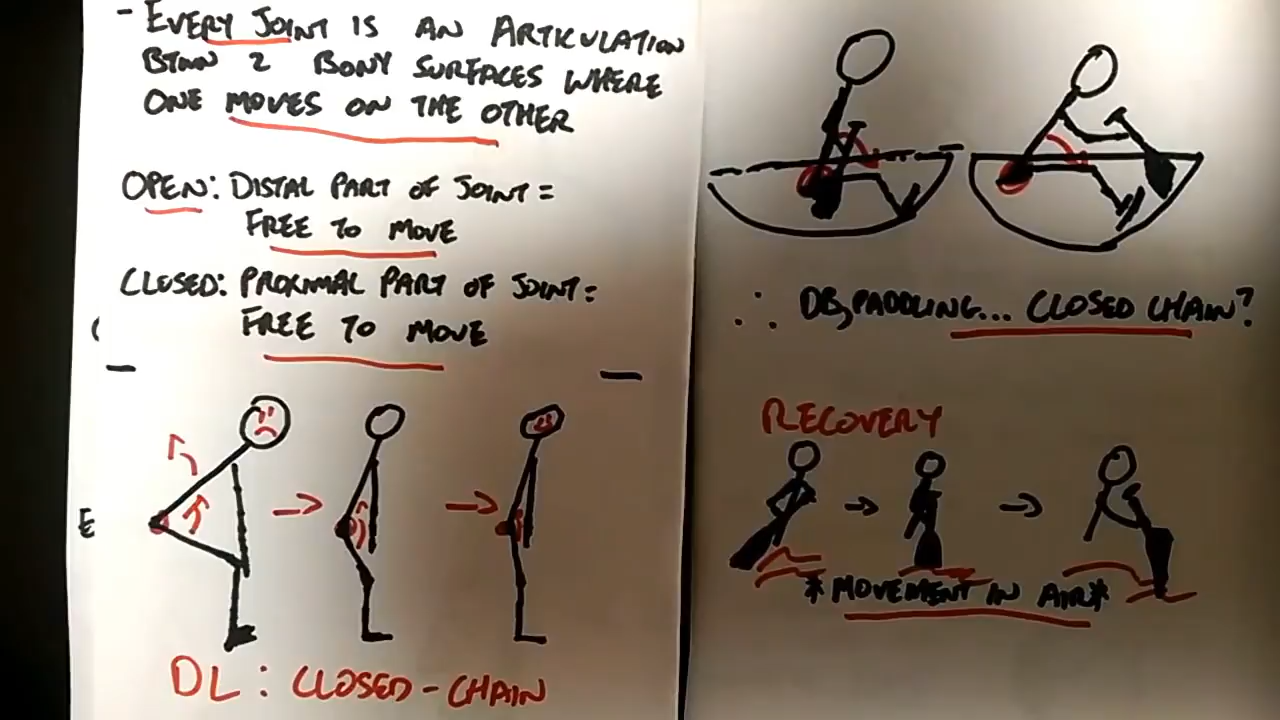 - EVERY JOINT IS AN ARTICULATION
BTWN 2 BONY SURFACES WHERE
ONE MOVES ON THE OTHER
OPEN: DISTAL PART OF JOINT =
FREE TO MOVE
CLOSED: PROXIMAL PART OF JOINT =
FREE TO MOVE
E
DL: CLOSED-CHAIN
∴ DB, PADDLING... CLOSED CHAIN?
RECOVERY
* MOVEMENT IN AIR *